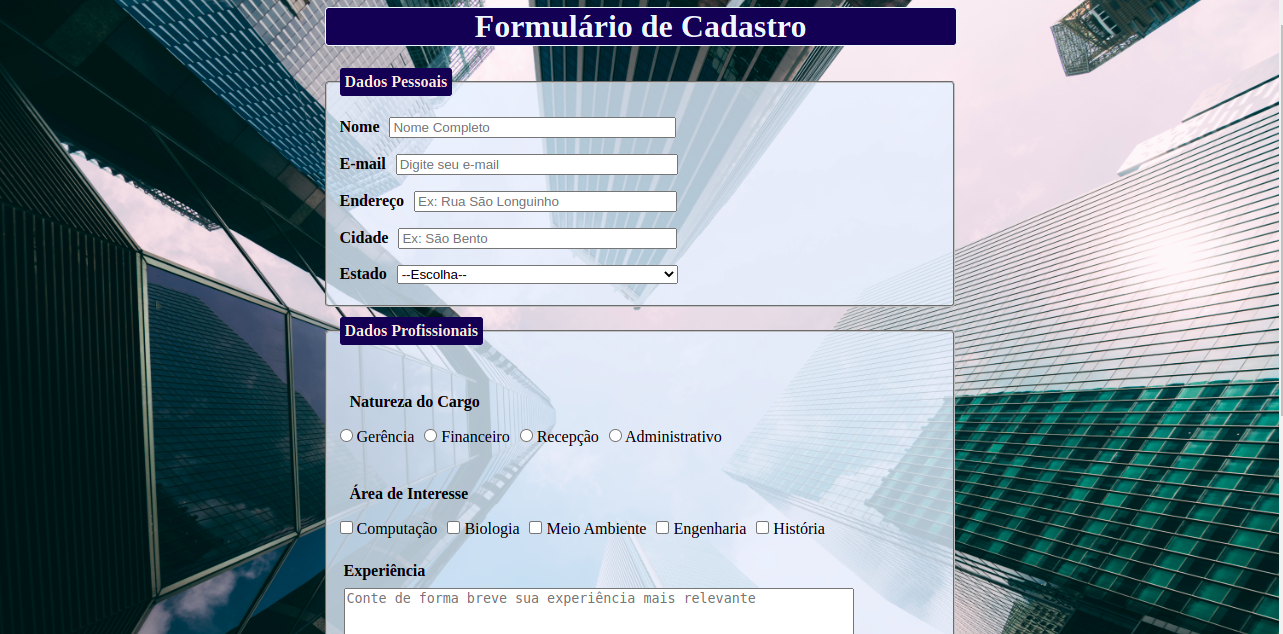 Formulário de Cadastro
Dados Pessoais
Nome Nome Completo
E-mail Digite seu e-mail
Endereço Ex: Rua São Longuinho
Cidade Ex: São Bento
Estado --Escolha--
Dados Profissionais
Natureza do Cargo
Gerência Financeiro Recepção Administrativo
Área de Interesse
Computação Biologia Meio Ambiente Engenharia História
Experiência
Conte de forma breve sua experiência mais relevante